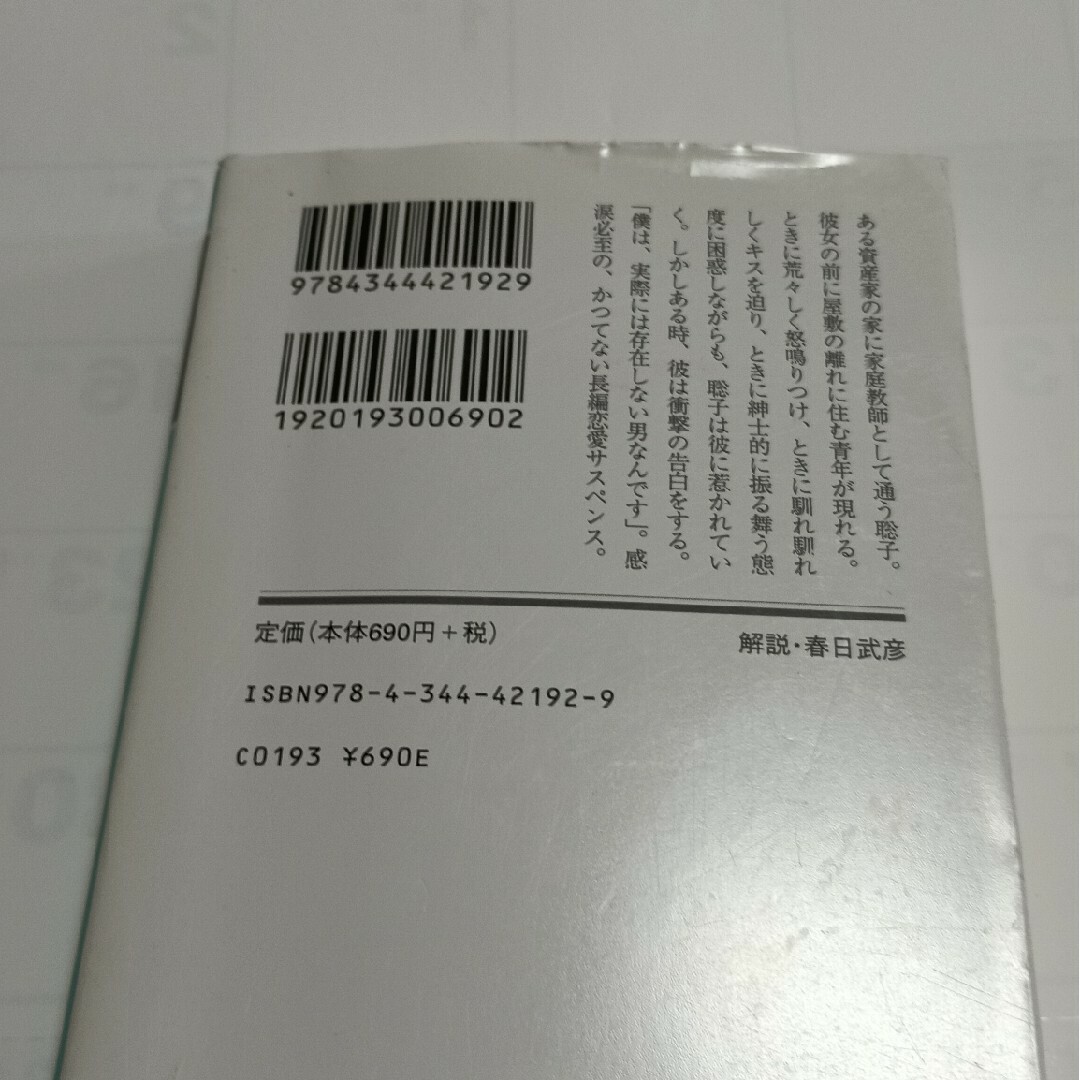 ある資産家の家に家庭教師として通う聡子。
彼女の前に屋敷の離れに住む青年が現れる。
ときに荒々しく怒鳴りつけ、ときに馴れ馴れ
しくキスを迫り、ときに紳士的に振る舞う態
度に困惑しながらも、聡子は彼に惹かれてい
く。しかしある時、彼は衝撃の告白をする。
「僕は、実際には存在しない男なんです」。感
涙必至の、かつてない長編恋愛サスペンス。
9784344421929
1920193006902
定価(本体690円+税)
解説・春日武彦
ISBN978-4-344-42192-9
C0193 ¥690E